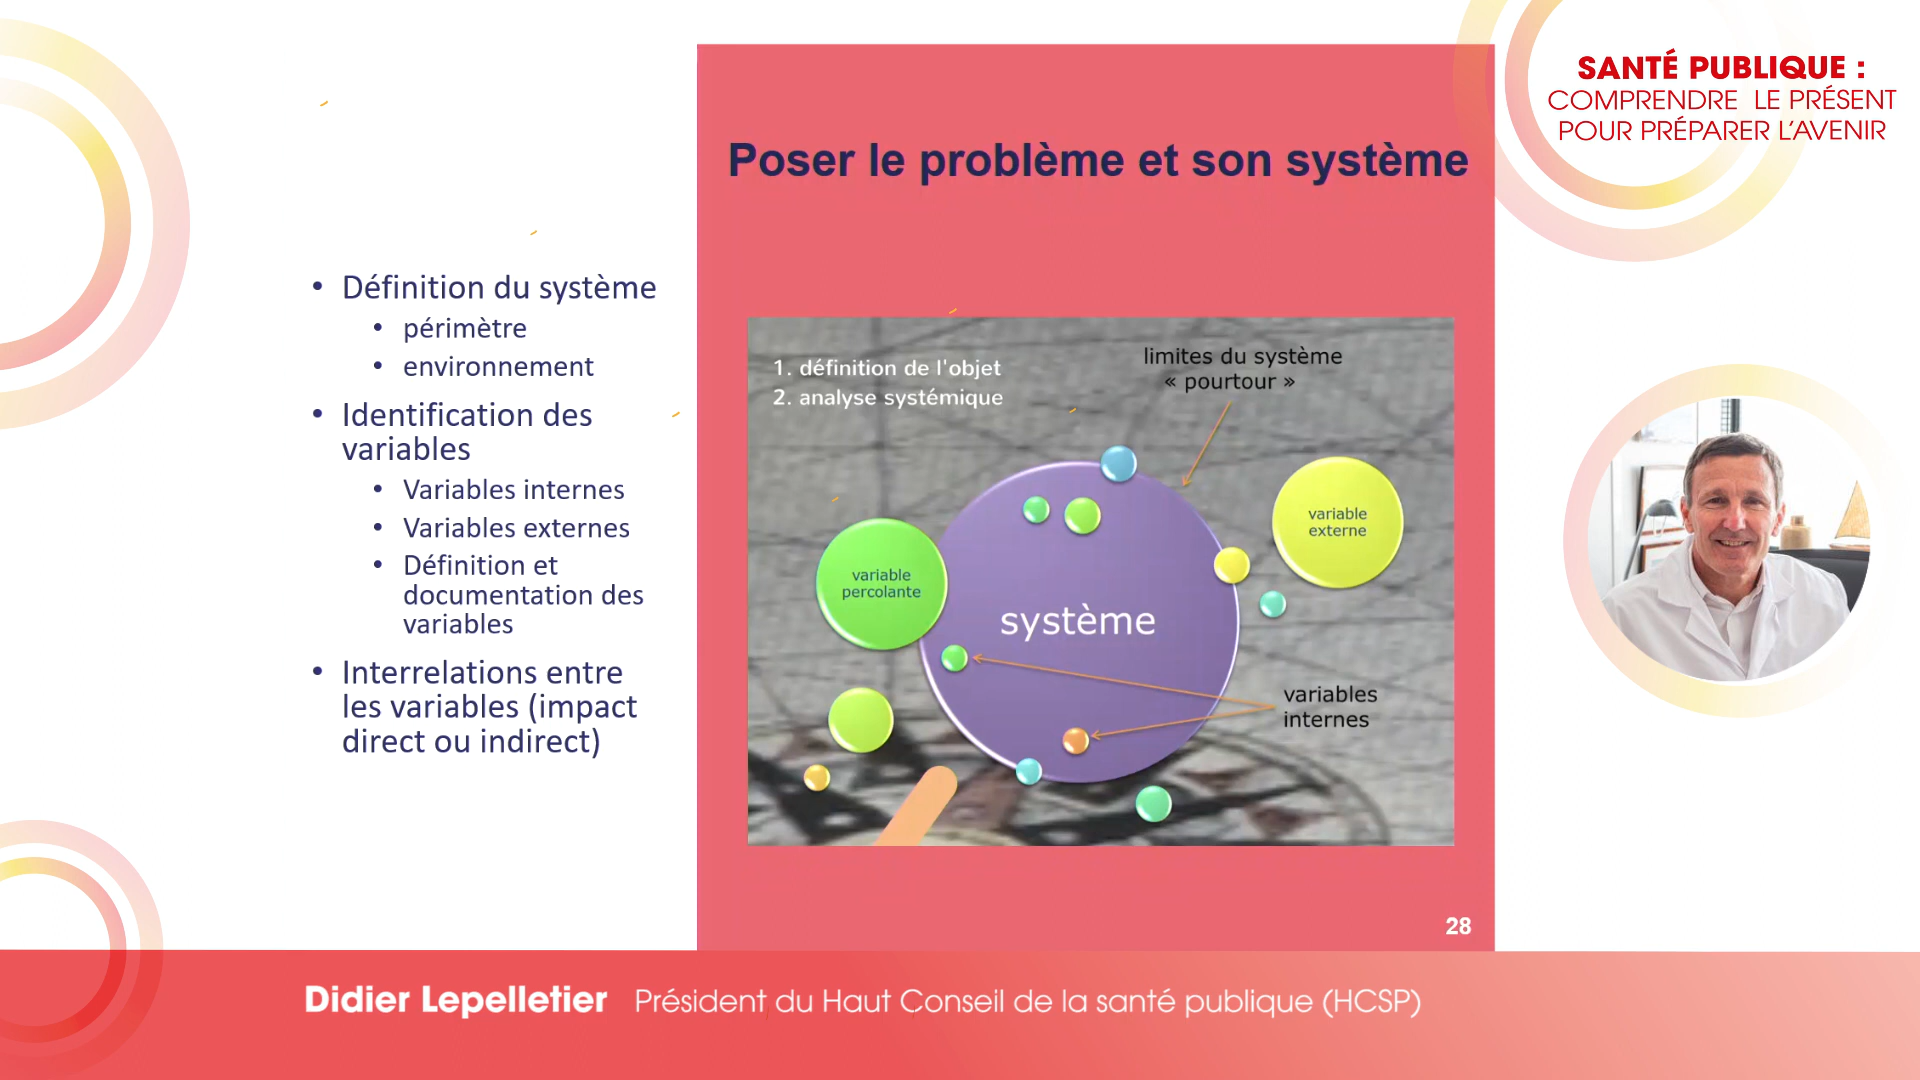 SANTÉ PUBLIQUE :
COMPRENDRE LE PRÉSENT
POUR PRÉPARER L'AVENIR
Poser le problème et son système
• Définition du système
• périmètre
• environnement
• Identification des
variables
• Variables internes
• Variables externes
• Définition et
documentation des
variables
• Interrelations entre
les variables (impact
direct ou indirect)
1. définition de l'objet
2. analyse systémique
limites du système
« pourtour »
variable
externe
variable
percolante
système
variables
internes
28
Didier Lepelletier Président du Haut Conseil de la santé publique (HCSP)